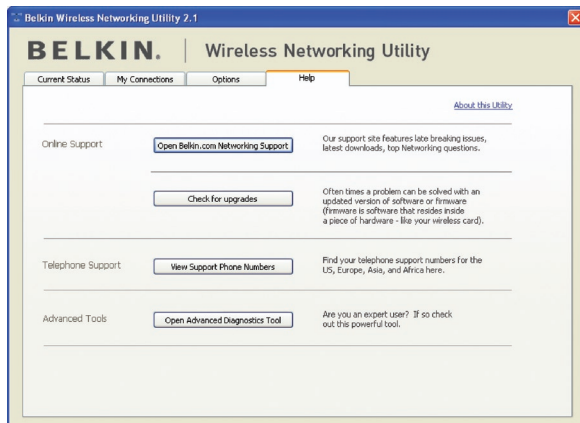 Belkin Wireless Networking Utility 2.1
BELKIN. Wireless Networking Utility
Current Status My Connections Options Help
About this Utility
Online Support
Open Belkin.com Networking Support
Our support site features late breaking issues,
latest downloads, top Networking questions.
Check for upgrades
Often times a problem can be solved with an
updated version of software or firmware
(firmware is software that resides inside
a piece of hardware - like your wireless card).
Telephone Support
View Support Phone Numbers
Find your telephone support numbers for the
US, Europe, Asia, and Africa here.
Advanced Tools
Open Advanced Diagnostics Tool
Are you an expert user? If so check
out this powerful tool.